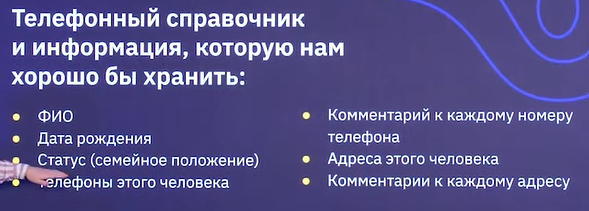 Телефонный справочник
и информация, которую нам
хорошо бы хранить:
ФИО
Дата рождения
Статус (семейное положение)
Телефоны этого человека
Комментарий к каждому номеру
телефона
Адреса этого человека
Комментарии к каждому адресу